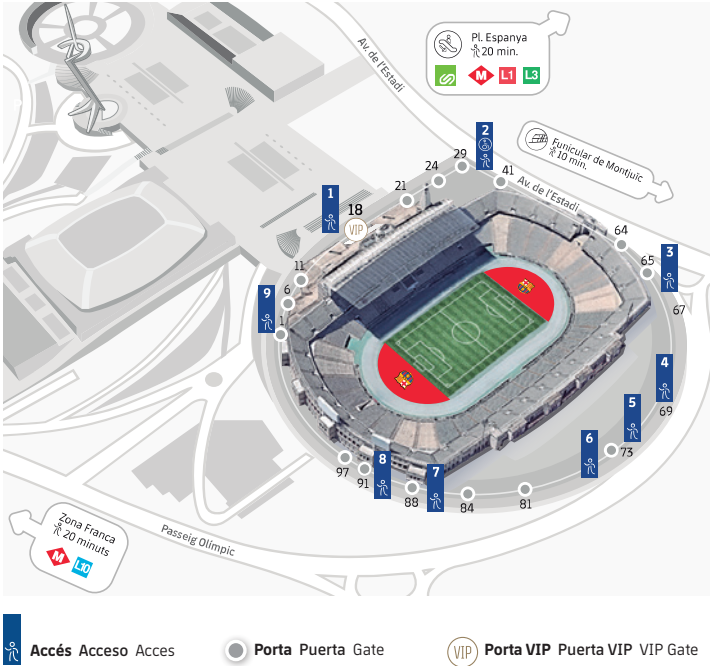 Pl. Espanya
20 min.
M L1 L3
Av. de l'Estadi
2
29
24
41
Funicular de Montjuïc
10 min.
Av. de l'Estadi
1
18
VIP
21
64
3
65
11
6
9
1
67
4
69
5
73
6
97
91
8
88
7
84
81
Zona Franca
20 minuts
M L10
Passeig Olímpic
Accés Acceso Acces
Porta Puerta Gate
VIP Porta VIP Puerta VIP VIP Gate